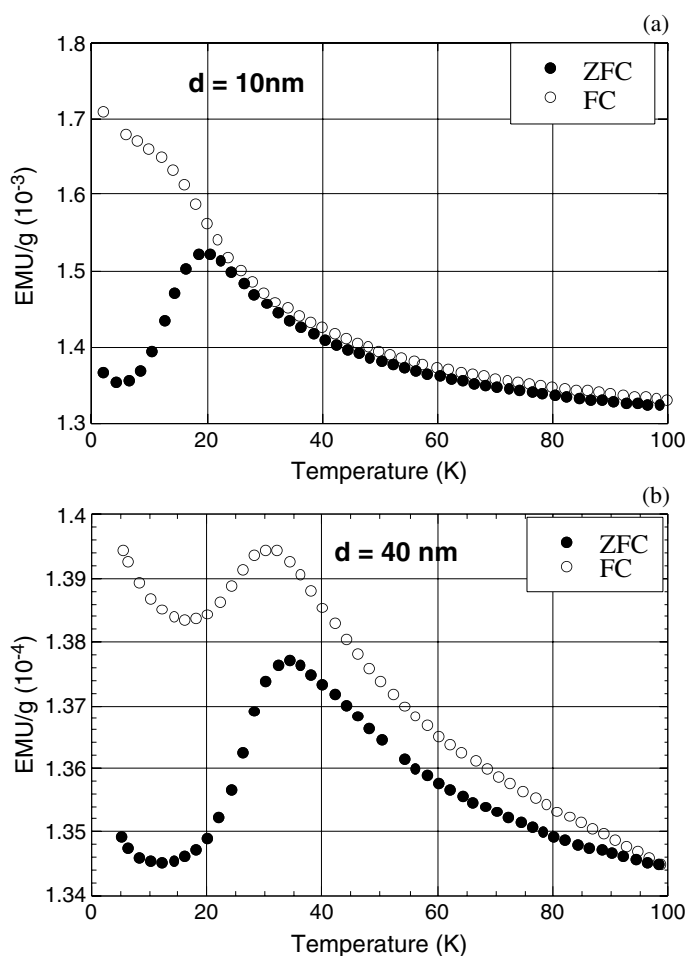 (a)
1.8
d = 10nm
ZFC
FC
1.7
1.6
1.5
1.4
1.3
EMU/g (10-3)
0 20 40 60 80 100
Temperature (K)
(b)
1.4
d = 40 nm
ZFC
FC
1.39
1.38
1.37
1.36
1.35
1.34
EMU/g (10-4)
0 20 40 60 80 100
Temperature (K)